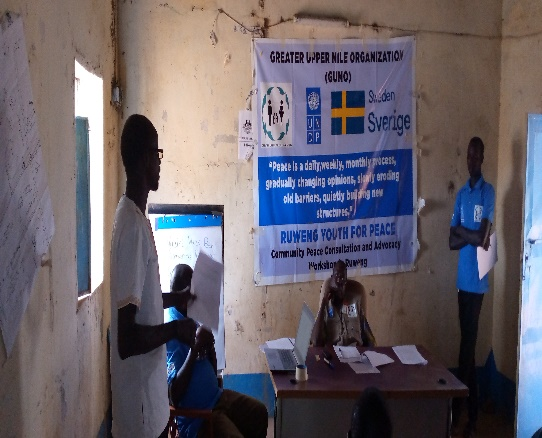 GREATER UPPER NILE ORGANIZATION
(GUNO)
UN
DP
Sweden
Sverige
"Peace is a daily,weekly, monthly process,
gradually changing opinions, slowly eroding
old barriers, quietly building new
structures."
RUWENG YOUTH FOR PEACE
Community Peace Consultation and Advocacy
Workshop Ruweng